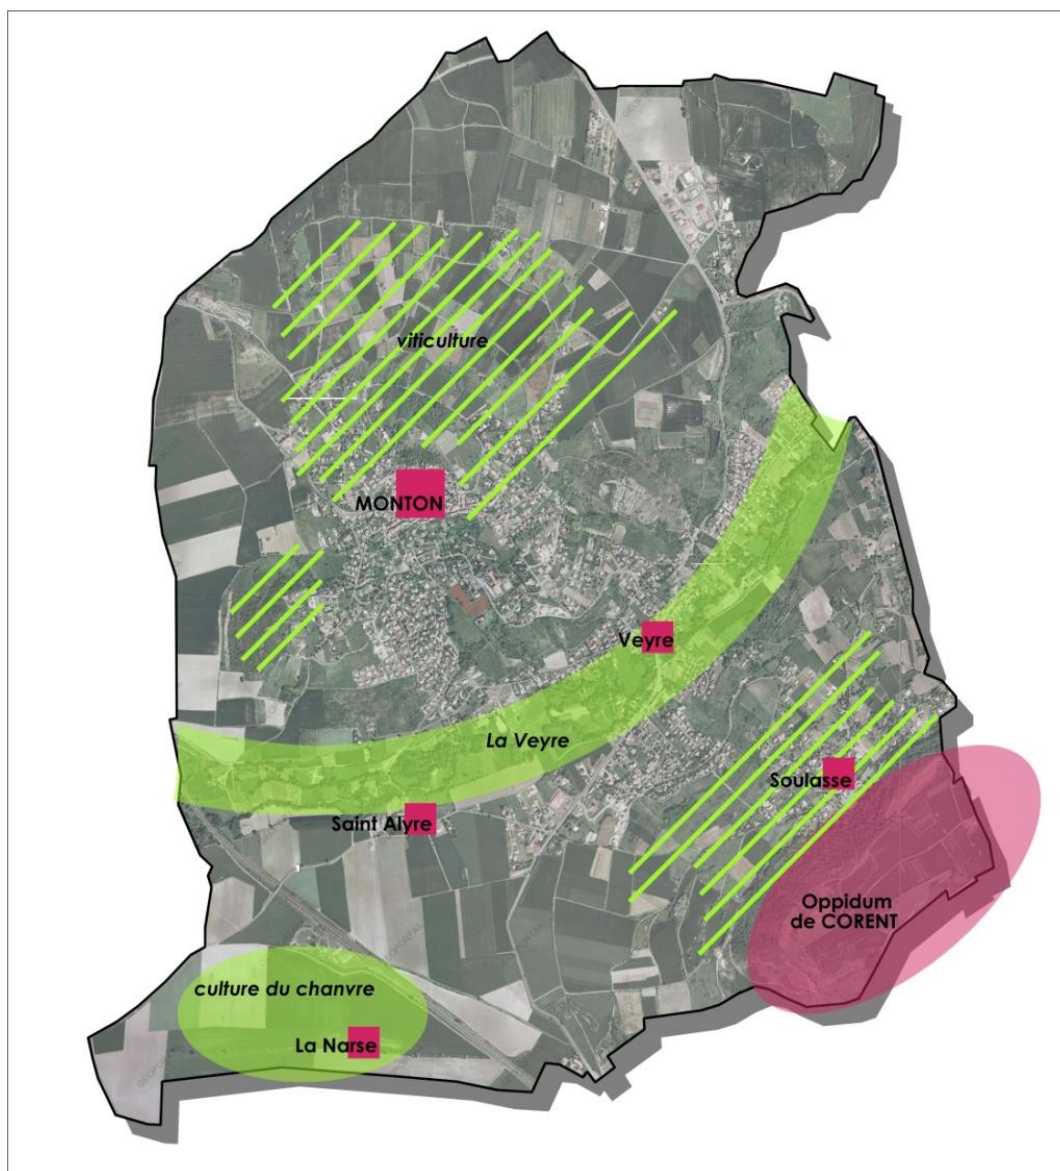 viticulture
MONTON
Veyre
La Veyre
Soulasse
Saint Alyre
Oppidum
de CORENT
culture du chanvre
La Narse